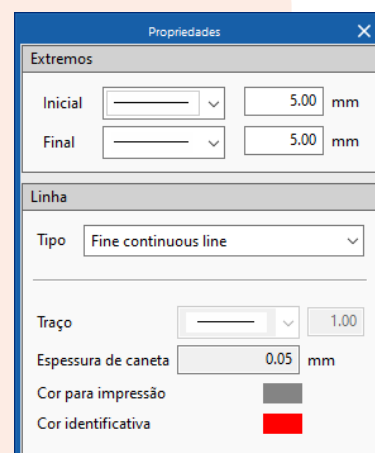 Propriedades
Extremos
Inicial 5.00 mm
Final 5.00 mm
Linha
Tipo Fine continuous line
Traço 1.00
Espessura de caneta 0.05 mm
Cor para impressão
Cor identificativa